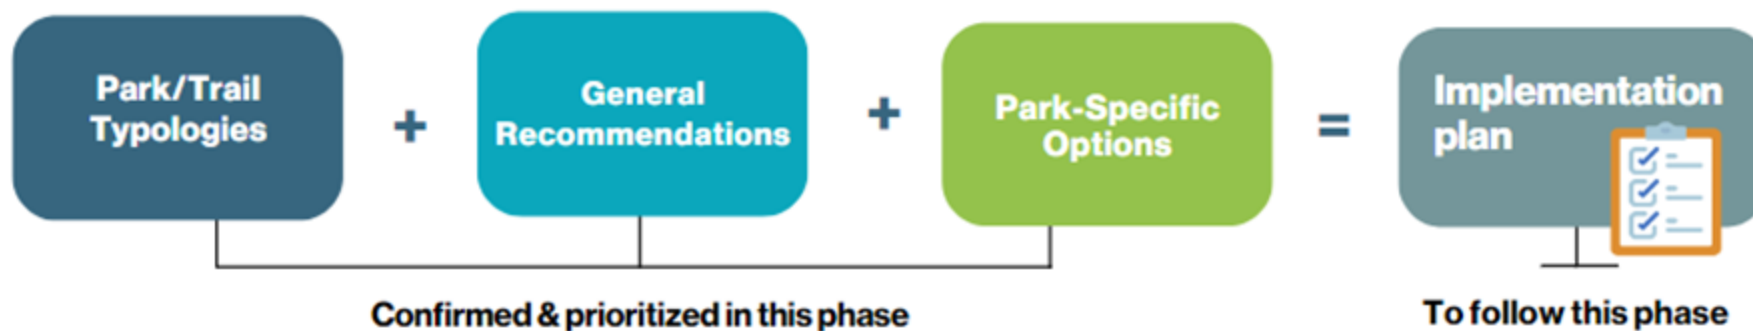 Park/Trail
Typologies
+
General
Recommendations
+
Park-Specific
Options
=
Implementation
plan
Confirmed & prioritized in this phase
To follow this phase